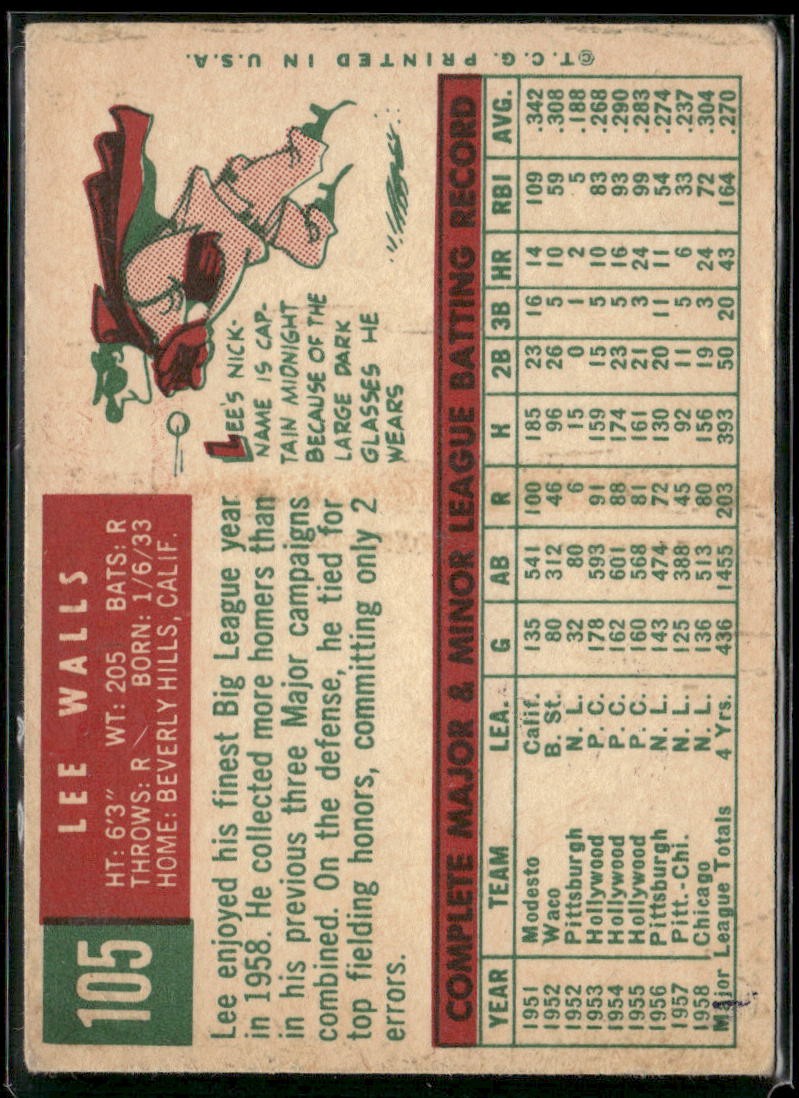 105
LEE WALLS
HT: 6'3" WT: 205 BATS: R
THROWS: R BORN: 1/6/33
HOME: BEVERLY HILLS, CALIF.
Lee enjoyed his finest Big League year
in 1958. He collected more homers than
in his previous three Major campaigns
combined. On the defense, he tied for
top fielding honors, committing only 2
errors.
LEE'S NICK-
NAME IS CAP-
TAIN MIDNIGHT
BECAUSE OF THE
LARGE DARK
GLASSES HE
WEARS
COMPLETE MAJOR & MINOR LEAGUE BATTING RECORD
YEAR TEAM LEA. G AB R H 2B 3B HR RBI AVG.
1951 Modesto Calif. 135 541 100 185 23 16 14 109 .342
1952 Waco B. St. 80 312 46 96 26 5 10 59 .308
1952 Pittsburgh N. L. 32 80 6 15 0 1 2 5 .188
1953 Hollywood P. C. 178 593 91 159 15 5 10 83 .268
1954 Hollywood P. C. 162 601 88 174 23 5 16 93 .290
1955 Hollywood P. C. 160 568 81 161 21 3 24 99 .283
1956 Pittsburgh N. L. 143 474 72 130 20 11 11 54 .274
1957 Pitt.-Chi. N. L. 125 388 45 92 11 5 6 33 .237
1958 Chicago N. L. 136 513 80 156 19 3 24 72 .304
Major League Totals 4 Yrs. 436 1455 203 393 50 20 43 164 .270
© T.C.G. PRINTED IN U.S.A.